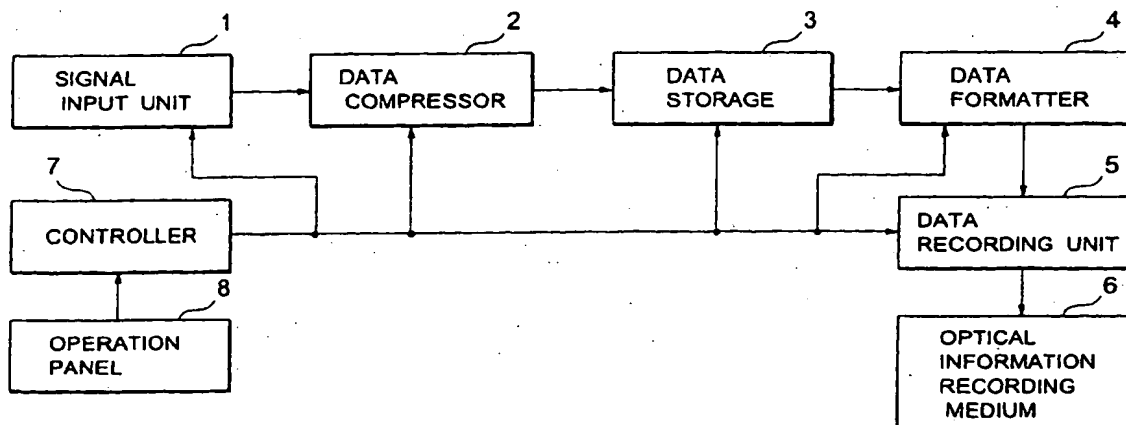 1
SIGNAL
INPUT UNIT
2
DATA
COMPRESSOR
3
DATA
STORAGE
4
DATA
FORMATTER
7
CONTROLLER
5
DATA
RECORDING UNIT
8
OPERATION
PANEL
6
OPTICAL
INFORMATION
RECORDING
MEDIUM